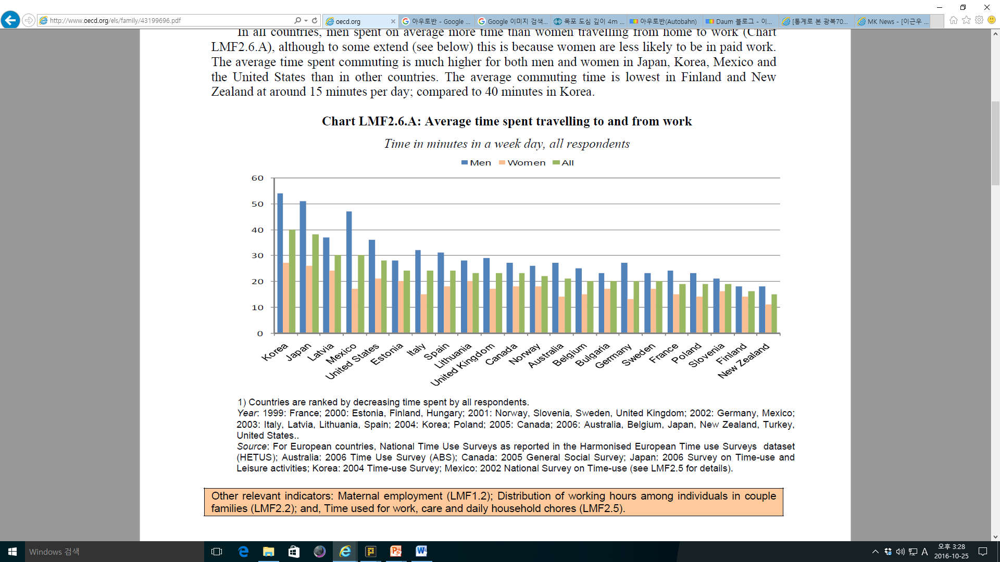 http://www.oecd.org/els/family/43199696.pdf
oecd.org
아우토반 - Google ...
Google 이미지 검색...
목포 도심 깊이 4m ...
아우토반(Autobahn)
Daum 블로그 - 이...
[통계로 본 광복70...
MK News - [이근우 ...
In all countries, men spent on average more time than women travelling from home to work (Chart
LMF2.6.A), although to some extend (see below) this is because women are less likely to be in paid work.
The average time spent commuting is much higher for both men and women in Japan, Korea, Mexico and
the United States than in other countries. The average commuting time is lowest in Finland and New
Zealand at around 15 minutes per day; compared to 40 minutes in Korea.
Chart LMF2.6.A: Average time spent travelling to and from work
Time in minutes in a week day, all respondents
Men Women All
60
50
40
30
20
10
0
Korea
Japan
Latvia
Mexico
United States
Estonia
Italy
Spain
Lithuania
United Kingdom
Canada
Norway
Australia
Belgium
Bulgaria
Germany
Sweden
France
Poland
Slovenia
Finland
New Zealand
1) Countries are ranked by decreasing time spent by all respondents.
Year: 1999: France; 2000: Estonia, Finland, Hungary; 2001: Norway, Slovenia, Sweden, United Kingdom; 2002: Germany, Mexico;
2003: Italy, Latvia, Lithuania, Spain; 2004: Korea; Poland; 2005: Canada; 2006: Australia, Belgium, Japan, New Zealand, Turkey,
United States..
Source: For European countries, National Time Use Surveys as reported in the Harmonised European Time use Surveys dataset
(HETUS); Australia: 2006 Time Use Survey (ABS); Canada: 2005 General Social Survey; Japan: 2006 Survey on Time-use and
Leisure activities; Korea: 2004 Time-use Survey; Mexico: 2002 National Survey on Time-use (see LMF2.5 for details).
Other relevant indicators: Maternal employment (LMF1.2); Distribution of working hours among individuals in couple
families (LMF2.2); and, Time used for work, care and daily household chores (LMF2.5).
Windows 검색
A
오후 3:28
2016-10-25